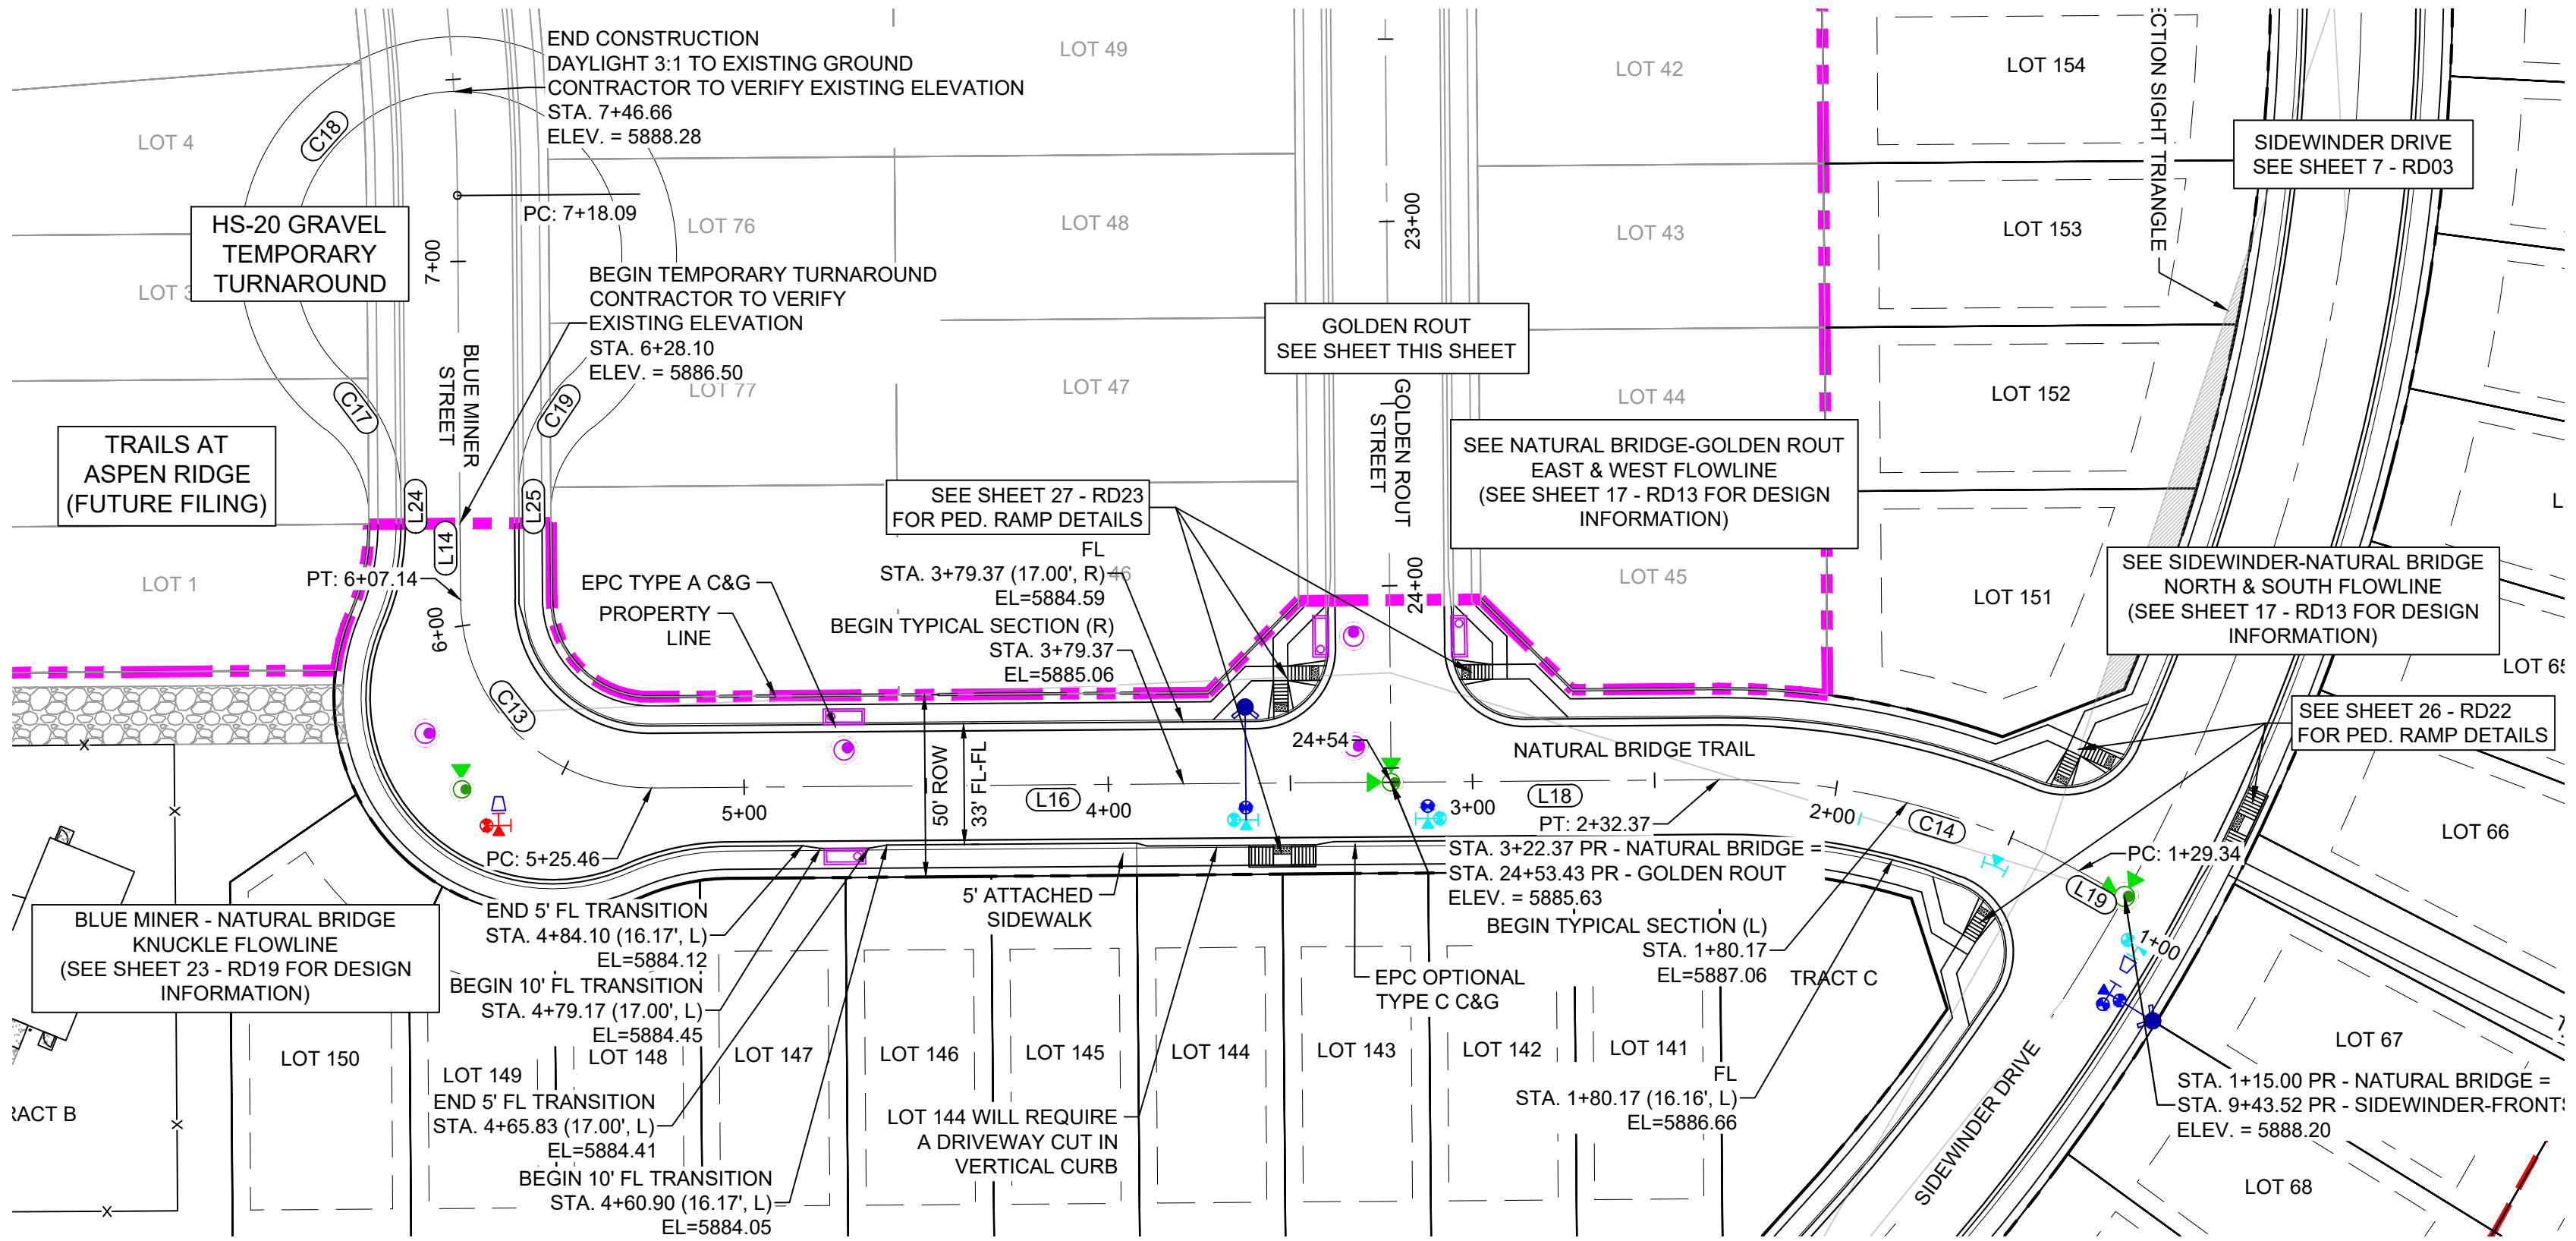 END CONSTRUCTION
DAYLIGHT 3:1 TO EXISTING GROUND
CONTRACTOR TO VERIFY EXISTING ELEVATION
STA. 7+46.66
ELEV. = 5888.28
LOT 49
LOT 42
LOT 154
ECTION SIGHT TRIANGLE
SIDEWINDER DRIVE
SEE SHEET 7 - RD03
LOT 4
C18
HS-20 GRAVEL
TEMPORARY
TURNAROUND
PC: 7+18.09
LOT 76
LOT 48
23+00
LOT 43
LOT 153
LOT 3
7+00
BEGIN TEMPORARY TURNAROUND
CONTRACTOR TO VERIFY
EXISTING ELEVATION
STA. 6+28.10
ELEV. = 5886.50
LOT 77
LOT 47
GOLDEN ROUT
SEE SHEET THIS SHEET
LOT 44
LOT 152
BLUE MINER
STREET
C17
C19
GOLDEN ROUT
STREET
TRAILS AT
ASPEN RIDGE
(FUTURE FILING)
L24
L25
L14
SEE SHEET 27 - RD23
FOR PED. RAMP DETAILS
SEE NATURAL BRIDGE-GOLDEN ROUT
EAST & WEST FLOWLINE
(SEE SHEET 17 - RD13 FOR DESIGN
INFORMATION)
LOT 1
PT: 6+07.14
6+00
EPC TYPE A C&G
PROPERTY
LINE
FL
STA. 3+79.37 (17.00', R)
EL=5884.59
46
BEGIN TYPICAL SECTION (R)
STA. 3+79.37
EL=5885.06
24+00
LOT 45
LOT 151
SEE SIDEWINDER-NATURAL BRIDGE
NORTH & SOUTH FLOWLINE
(SEE SHEET 17 - RD13 FOR DESIGN
INFORMATION)
LOT 65
C13
SEE SHEET 26 - RD22
FOR PED. RAMP DETAILS
24+54
NATURAL BRIDGE TRAIL
5+00
50' ROW
33' FL-FL
L16
4+00
3+00
L18
PT: 2+32.37
2+00
C14
PC: 1+29.34
L19
1+00
LOT 66
PC: 5+25.46
STA. 3+22.37 PR - NATURAL BRIDGE =
STA. 24+53.43 PR - GOLDEN ROUT
ELEV. = 5885.63
5' ATTACHED
SIDEWALK
BLUE MINER - NATURAL BRIDGE
KNUCKLE FLOWLINE
(SEE SHEET 23 - RD19 FOR DESIGN
INFORMATION)
END 5' FL TRANSITION
STA. 4+84.10 (16.17', L)
EL=5884.12
BEGIN 10' FL TRANSITION
STA. 4+79.17 (17.00', L)
EL=5884.45
BEGIN TYPICAL SECTION (L)
STA. 1+80.17
EL=5887.06
TRACT C
EPC OPTIONAL
TYPE C C&G
LOT 150
LOT 149
LOT 148
LOT 147
LOT 146
LOT 145
LOT 144
LOT 143
LOT 142
LOT 141
LOT 67
RACT B
END 5' FL TRANSITION
STA. 4+65.83 (17.00', L)
EL=5884.41
BEGIN 10' FL TRANSITION
STA. 4+60.90 (16.17', L)
EL=5884.05
LOT 144 WILL REQUIRE
A DRIVEWAY CUT IN
VERTICAL CURB
FL
STA. 1+80.17 (16.16', L)
EL=5886.66
SIDEWINDER DRIVE
STA. 1+15.00 PR - NATURAL BRIDGE =
STA. 9+43.52 PR - SIDEWINDER-FRONTS
ELEV. = 5888.20
LOT 68